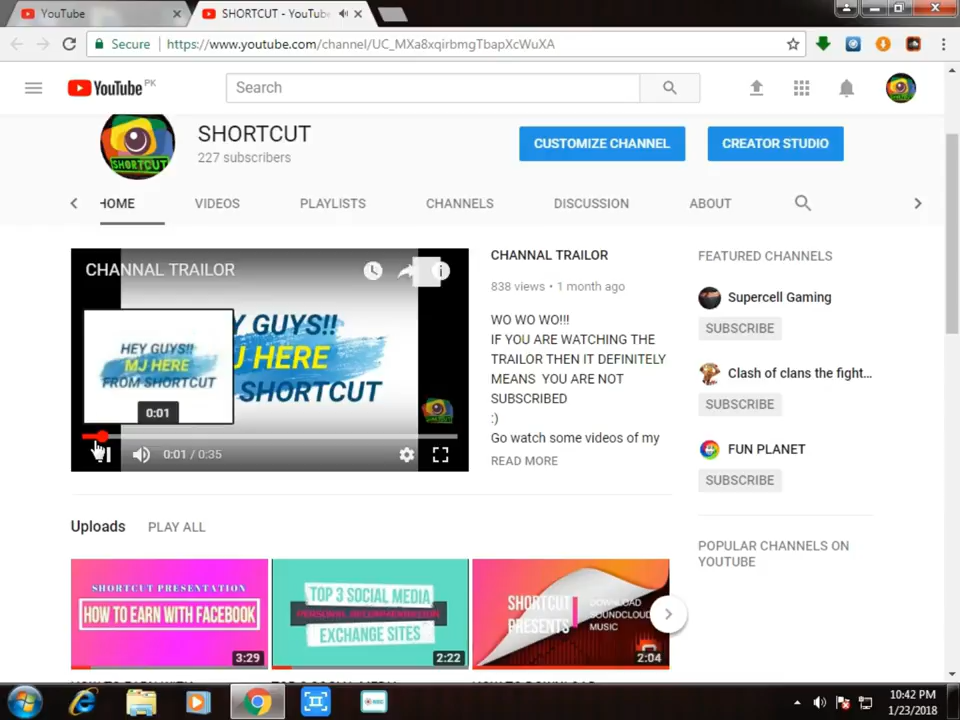 YouTube
SHORTCUT - YouTube
Secure
https://www.youtube.com/channel/UC_MXa8xqirbmgTbapXcWuXA
YouTube PK
Search
SHORTCUT
SHORTCUT
227 subscribers
CUSTOMIZE CHANNEL
CREATOR STUDIO
HOME
VIDEOS
PLAYLISTS
CHANNELS
DISCUSSION
ABOUT
CHANNAL TRAILOR
Y GUYS!!
J HERE
SHORTCUT
HEY GUYS!!
MJ HERE
FROM SHORTCUT
0:01
0:01 / 0:35
CHANNAL TRAILOR
838 views • 1 month ago
WO WO WO!!!
IF YOU ARE WATCHING THE
TRAILOR THEN IT DEFINITELY
MEANS YOU ARE NOT
SUBSCRIBED
:)
Go watch some videos of my
READ MORE
FEATURED CHANNELS
Supercell Gaming
SUBSCRIBE
Clash of clans the fight...
SUBSCRIBE
FUN PLANET
SUBSCRIBE
POPULAR CHANNELS ON
YOUTUBE
Uploads
PLAY ALL
SHORTCUT PRESENTATION
HOW TO EARN WITH FACEBOOK
3:29
TOP 3 SOCIAL MEDIA
EXCHANGE SITES
2:22
SHORTCUT
PRESENTS
DOWNLOAD
SOUNDCLOUD
MUSIC
2:04
10:42 PM
1/23/2018